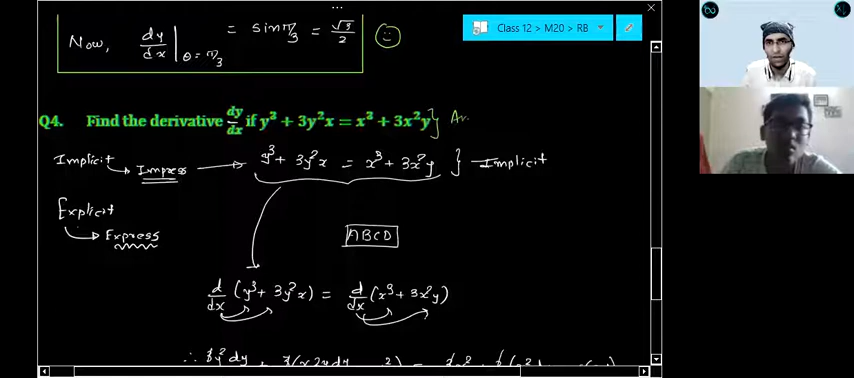 Now, dy/dx |θ=π/3 = sin π/3 = √3/2
Class 12 > M20 > RB
Q4. Find the derivative dy/dx if y³ + 3y²x = x³ + 3x²y } An
Implicit → Impress → y³ + 3y²x = x³ + 3x²y } Implicit
Explicit
→ Express
ABCD
d/dx (y³ + 3y²x) = d/dx (x³ + 3x²y)